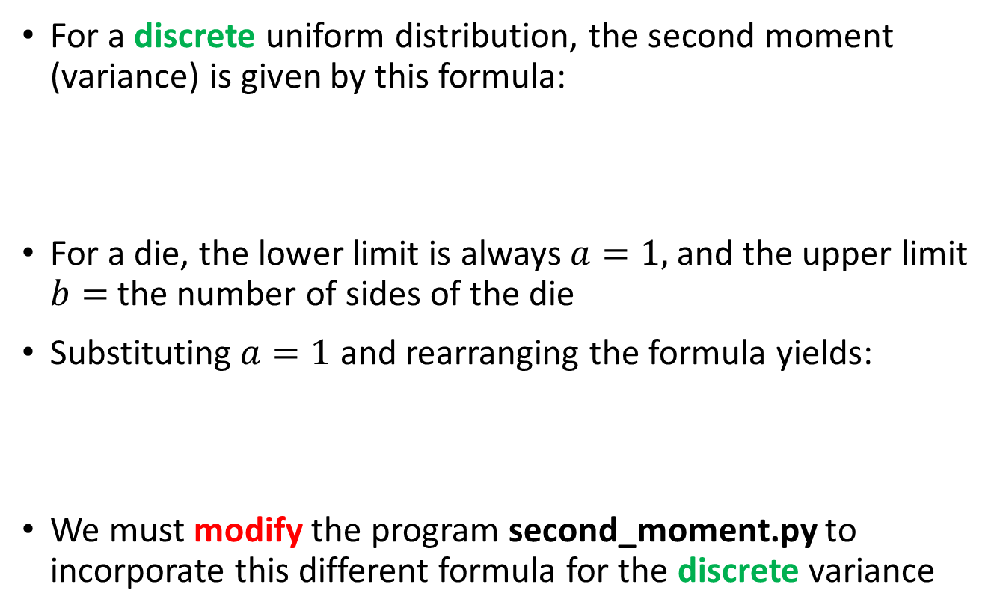 • For a discrete uniform distribution, the second moment
(variance) is given by this formula:
• For a die, the lower limit is always 𝑎 = 1, and the upper limit
𝑏 = the number of sides of the die
• Substituting 𝑎 = 1 and rearranging the formula yields:
• We must modify the program second_moment.py to
incorporate this different formula for the discrete variance